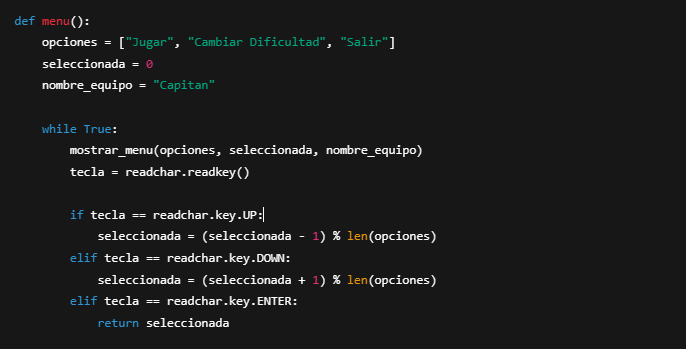 def menu():
    opciones = ["Jugar", "Cambiar Dificultad", "Salir"]
    seleccionada = 0
    nombre_equipo = "Capitan"

    while True:
        mostrar_menu(opciones, seleccionada, nombre_equipo)
        tecla = readchar.readkey()

        if tecla == readchar.key.UP:
            seleccionada = (seleccionada - 1) % len(opciones)
        elif tecla == readchar.key.DOWN:
            seleccionada = (seleccionada + 1) % len(opciones)
        elif tecla == readchar.key.ENTER:
            return seleccionada